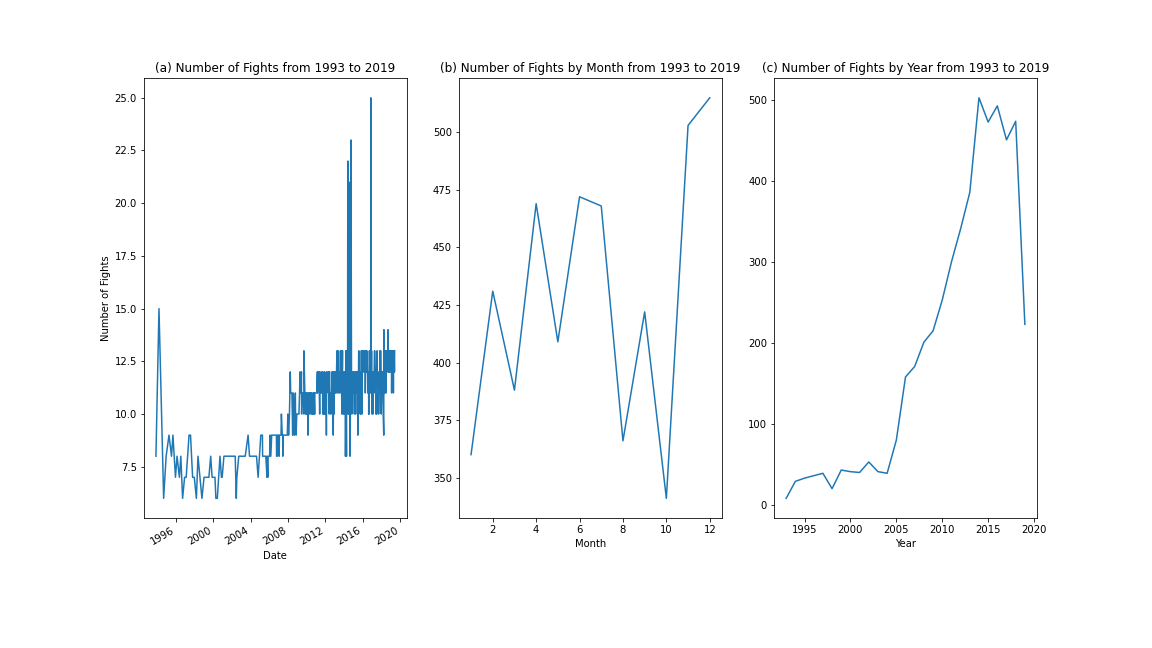 (a) Number of Fights from 1993 to 2019
25.0
22.5
20.0
17.5
15.0
12.5
10.0
7.5
Number of Fights
1996 2000 2004 2008 2012 2016 2020
Date
(b) Number of Fights by Month from 1993 to 2019
500
475
450
425
400
375
350
2 4 6 8 10 12
Month
(c) Number of Fights by Year from 1993 to 2019
500
400
300
200
100
0
1995 2000 2005 2010 2015 2020
Year